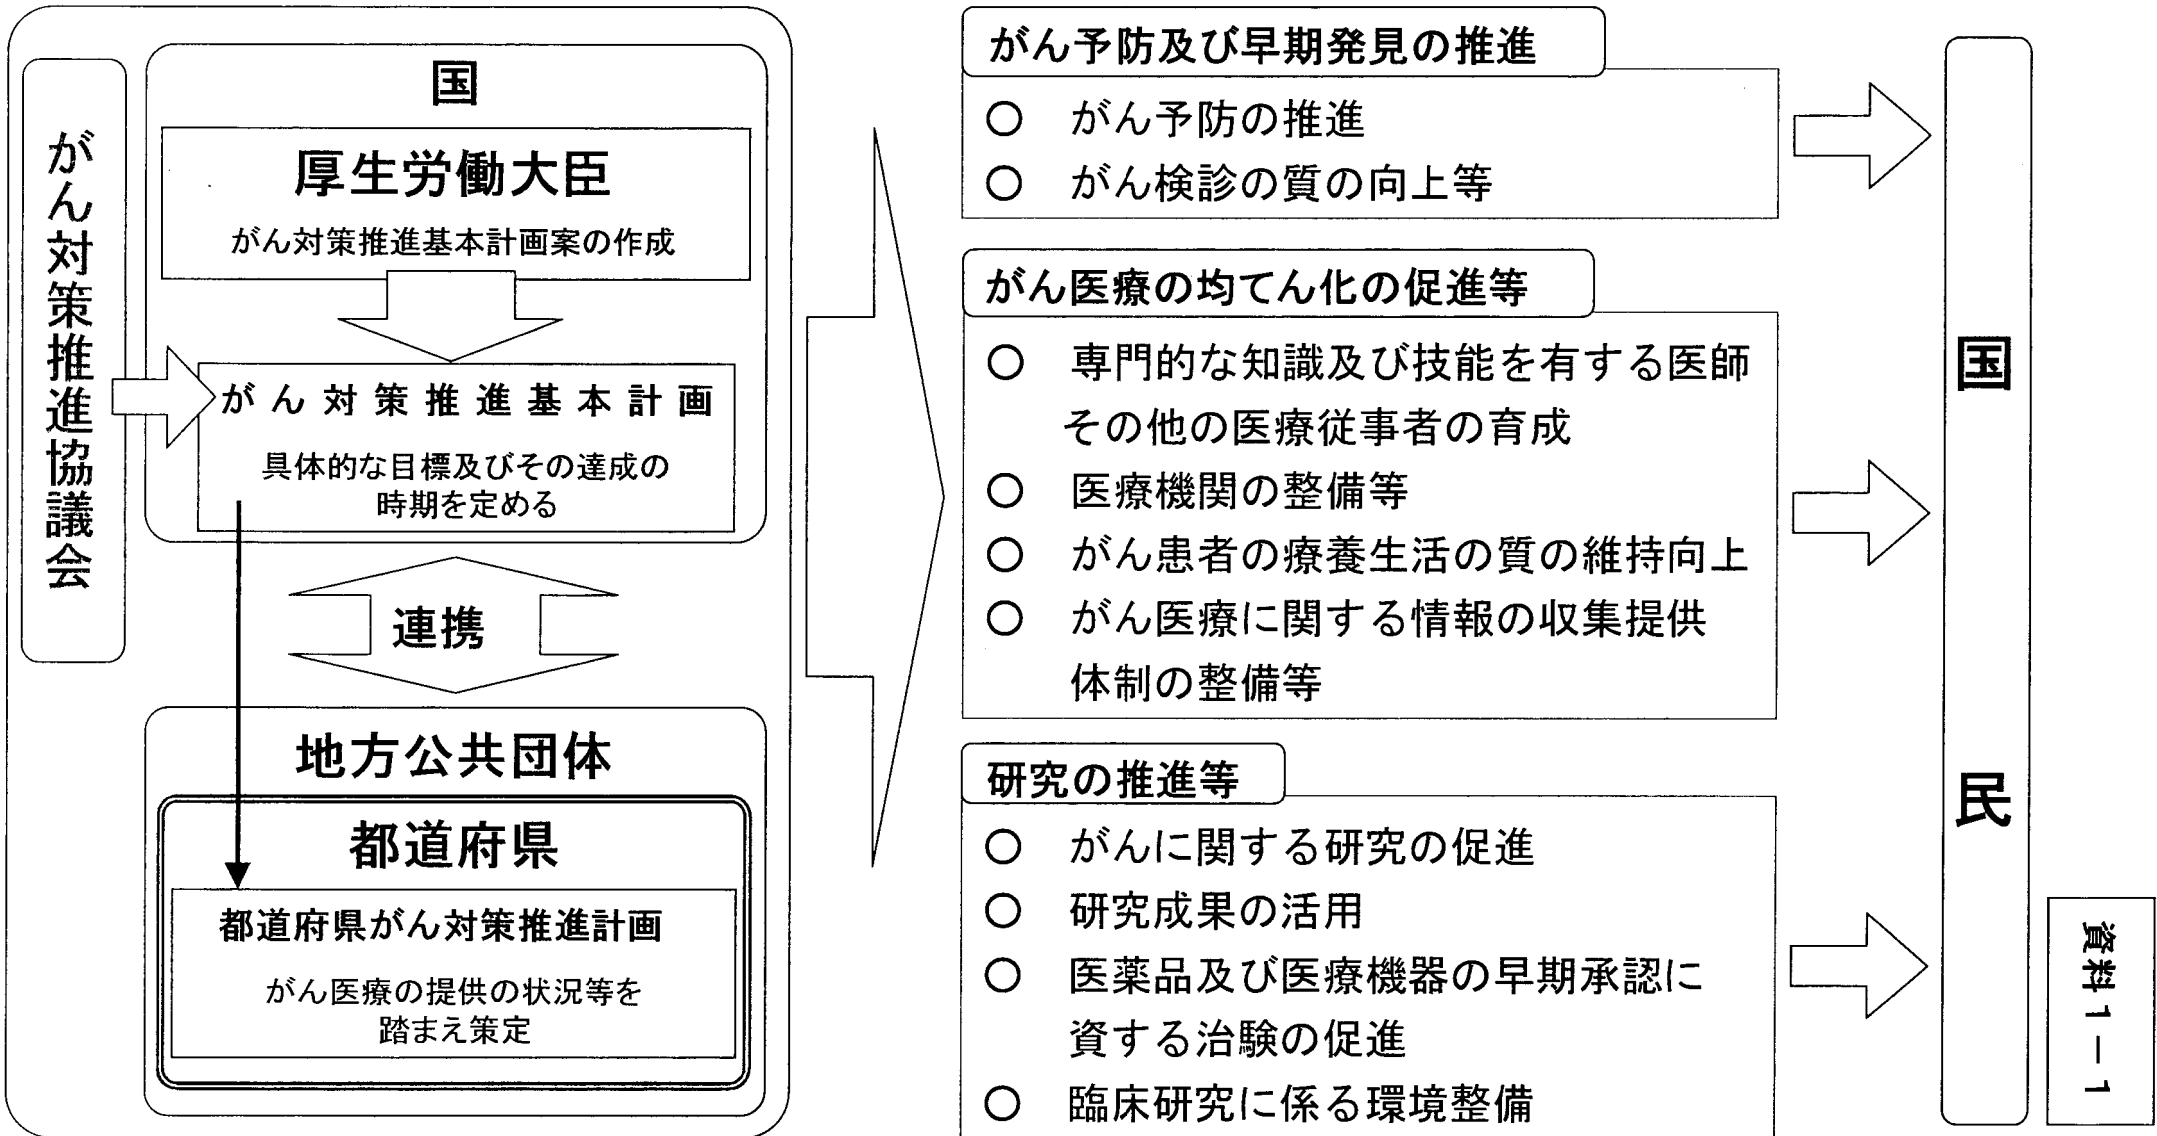 がん対策推進協議会
国
厚生労働大臣
がん対策推進基本計画案の作成
がん対策推進基本計画
具体的な目標及びその達成の
時期を定める
連携
地方公共団体
都道府県
都道府県がん対策推進計画
がん医療の提供の状況等を
踏まえ策定
がん予防及び早期発見の推進
○ がん予防の推進
○ がん検診の質の向上等
がん医療の均てん化の促進等
○ 専門的な知識及び技能を有する医師
その他の医療従事者の育成
○ 医療機関の整備等
○ がん患者の療養生活の質の維持向上
○ がん医療に関する情報の収集提供
体制の整備等
研究の推進等
○ がんに関する研究の促進
○ 研究成果の活用
○ 医薬品及び医療機器の早期承認に
資する治験の促進
○ 臨床研究に係る環境整備
国民
資料1－1